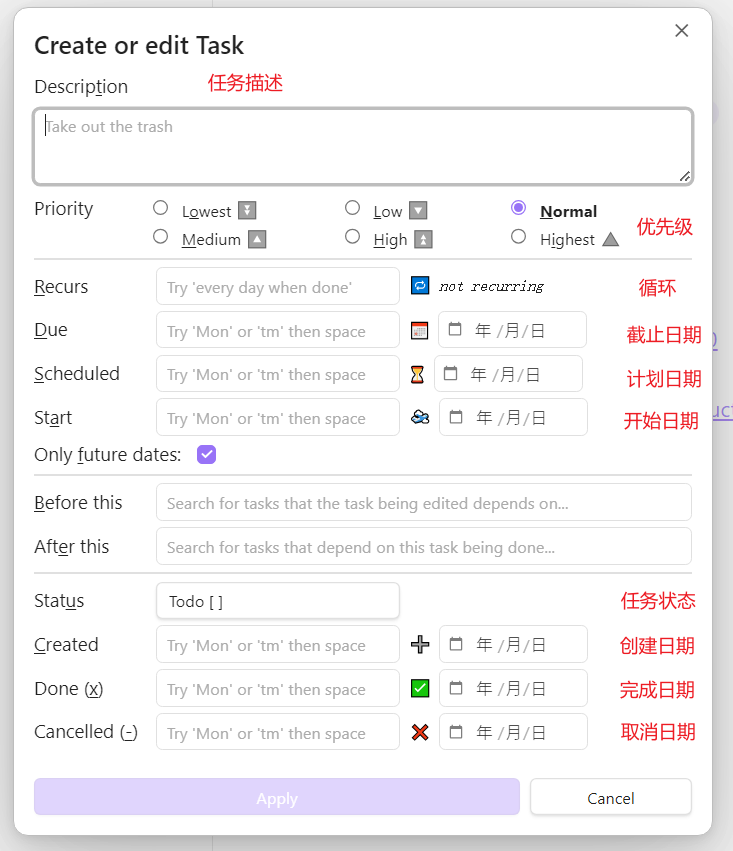 Create or edit Task
Description 任务描述
Take out the trash
Priority Lowest Low Normal
Medium High Highest 优先级
Recurs Try 'every day when done' not recurring 循环
Due Try 'Mon' or 'tm' then space 年 /月/日 截止日期
Scheduled Try 'Mon' or 'tm' then space 年 /月/日 计划日期
Start Try 'Mon' or 'tm' then space 年 /月/日 开始日期
Only future dates:
Before this Search for tasks that the task being edited depends on...
After this Search for tasks that depend on this task being done...
Status Todo [ ] 任务状态
Created Try 'Mon' or 'tm' then space 年 /月/日 创建日期
Done (x) Try 'Mon' or 'tm' then space 年 /月/日 完成日期
Cancelled (-) Try 'Mon' or 'tm' then space 年 /月/日 取消日期
Apply Cancel